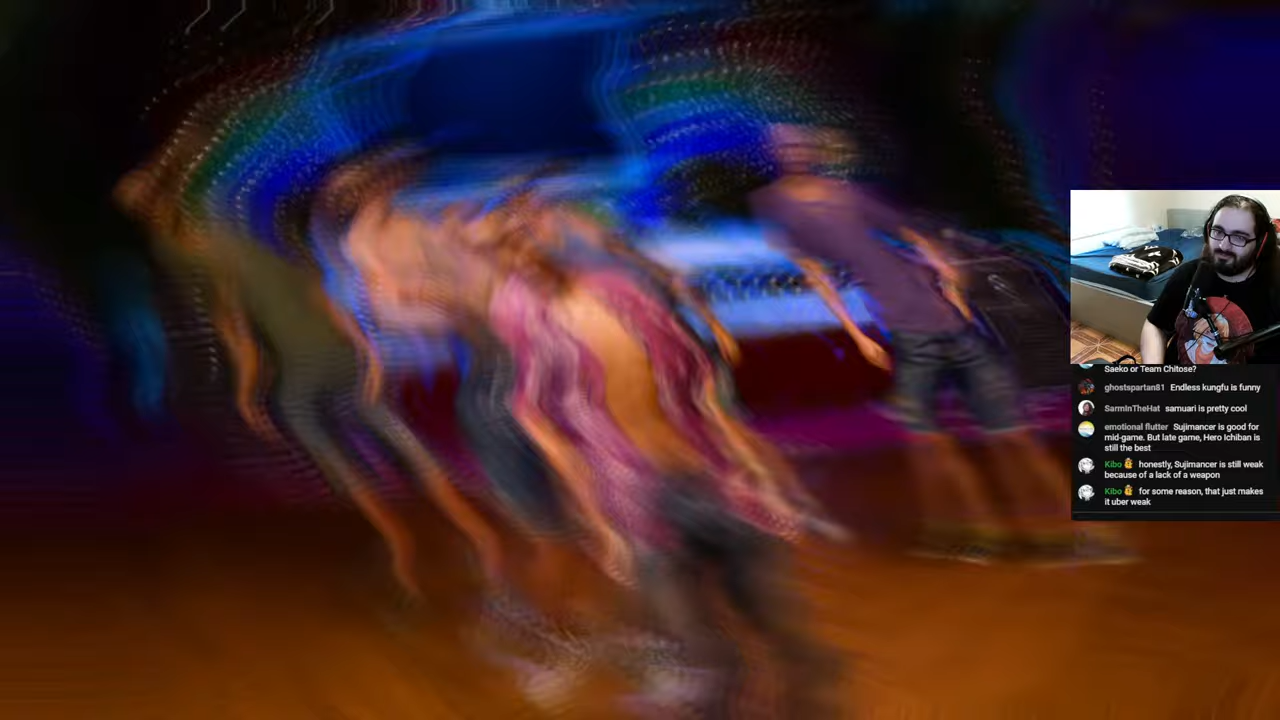 Saeko or Team Chitose?
ghostspartan81 Endless kungfu is funny
SarmInTheHat samuari is pretty cool
emotional flutter Sujimancer is good for
mid-game. But late game, Hero Ichiban is
still the best
Kibo honestly, Sujimancer is still weak
because of a lack of a weapon
Kibo for some reason, that just makes
it uber weak